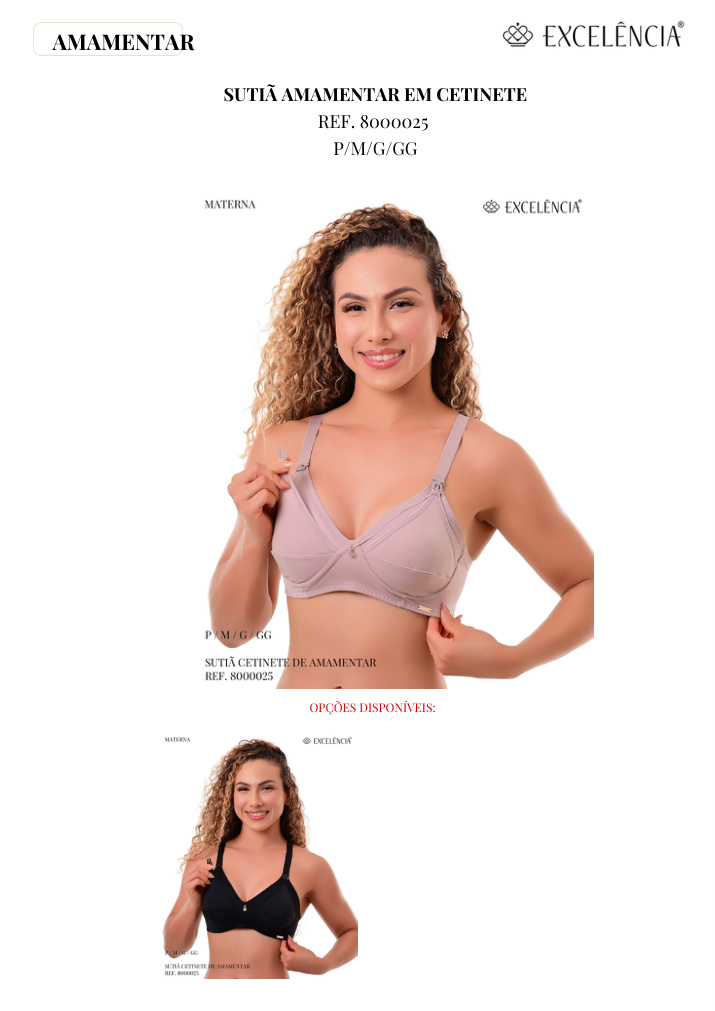 AMAMENTAR
EXCELÊNCIA®
SUTIÃ AMAMENTAR EM CETINETE
REF. 8000025
P/M/G/GG
MATERNA
EXCELÊNCIA®
P / M / G / GG
SUTIÃ CETINETE DE AMAMENTAR
REF. 8000025
OPÇÕES DISPONÍVEIS:
MATERNA
EXCELÊNCIA®
P / M / G / GG
SUTIÃ CETINETE DE AMAMENTAR
REF. 8000025